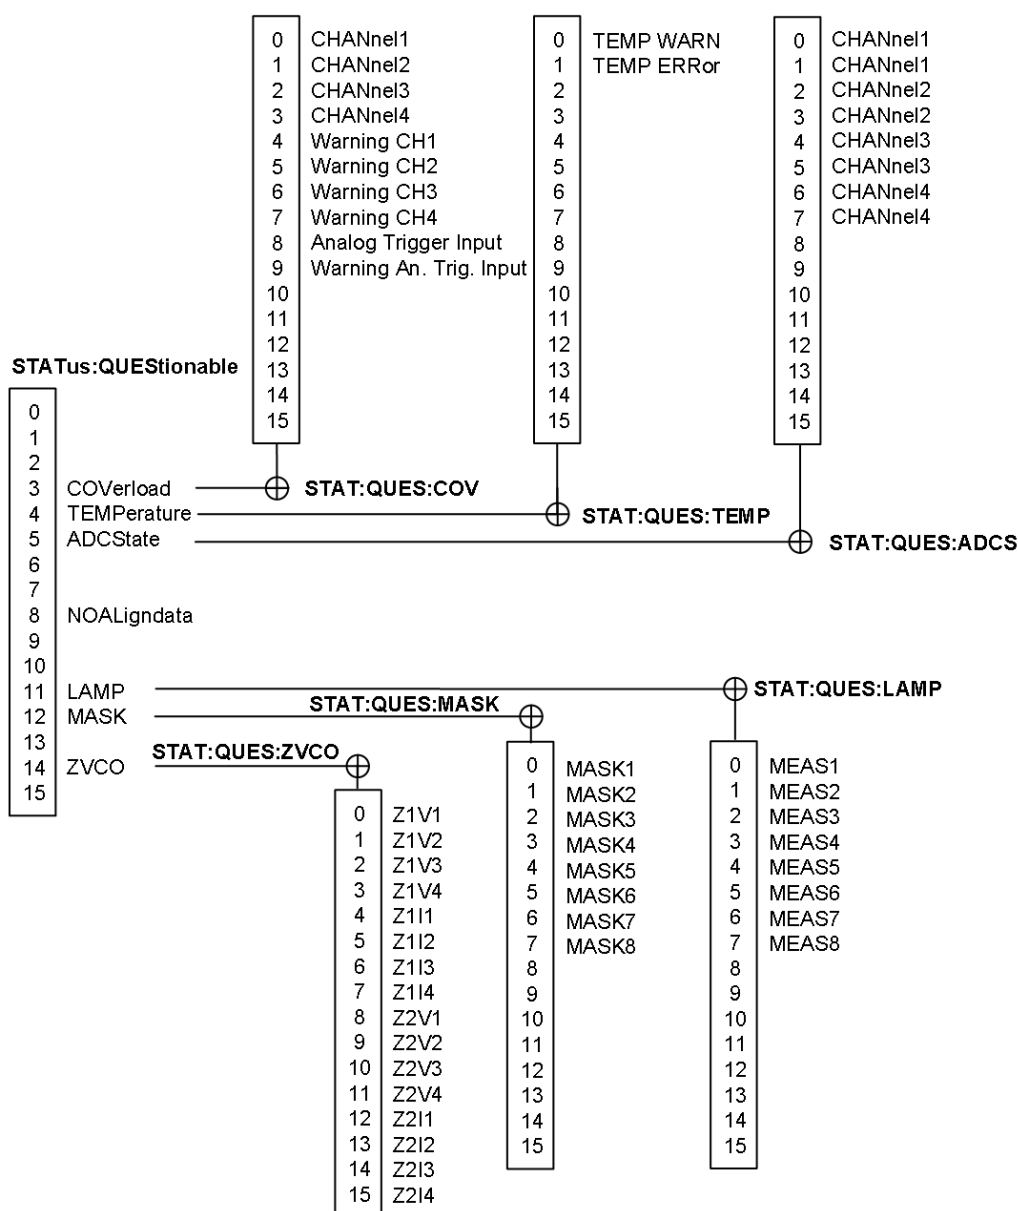 0 CHANnel1
1 CHANnel2
2 CHANnel3
3 CHANnel4
4 Warning CH1
5 Warning CH2
6 Warning CH3
7 Warning CH4
8 Analog Trigger Input
9 Warning An. Trig. Input
10
11
12
13
14
15
0 TEMP WARN
1 TEMP ERRor
2
3
4
5
6
7
8
9
10
11
12
13
14
15
0 CHANnel1
1 CHANnel1
2 CHANnel2
3 CHANnel2
4 CHANnel3
5 CHANnel3
6 CHANnel4
7 CHANnel4
8
9
10
11
12
13
14
15
STATus:QUEStionable
0
1
2
3 COVerload
4 TEMPerature
5 ADCState
6
7
8 NOALigndata
9
10
11 LAMP
12 MASK
13
14 ZVCO
15
STAT:QUES:COV
STAT:QUES:TEMP
STAT:QUES:ADCS
STAT:QUES:LAMP
STAT:QUES:MASK
STAT:QUES:ZVCO
0 Z1V1
1 Z1V2
2 Z1V3
3 Z1V4
4 Z1I1
5 Z1I2
6 Z1I3
7 Z1I4
8 Z2V1
9 Z2V2
10 Z2V3
11 Z2V4
12 Z2I1
13 Z2I2
14 Z2I3
15 Z2I4
0 MASK1
1 MASK2
2 MASK3
3 MASK4
4 MASK5
5 MASK6
6 MASK7
7 MASK8
8
9
10
11
12
13
14
15
0 MEAS1
1 MEAS2
2 MEAS3
3 MEAS4
4 MEAS5
5 MEAS6
6 MEAS7
7 MEAS8
8
9
10
11
12
13
14
15